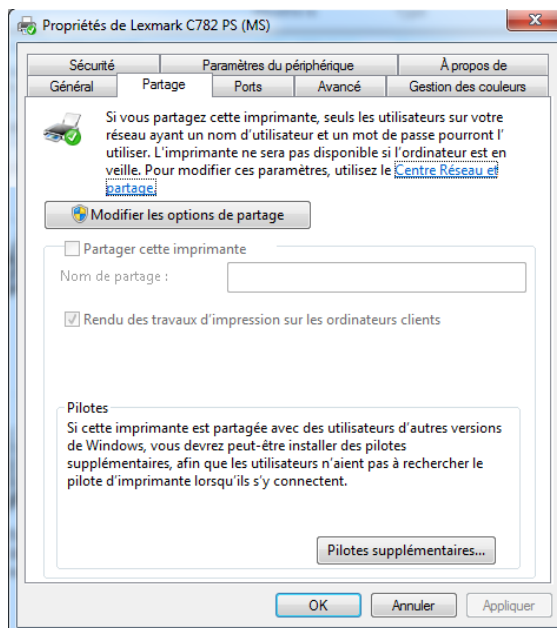 Propriétés de Lexmark C782 PS (MS)
Sécurité Paramètres du périphérique À propos de
Général Partage Ports Avancé Gestion des couleurs
Si vous partagez cette imprimante, seuls les utilisateurs sur votre
réseau ayant un nom d'utilisateur et un mot de passe pourront l'
utiliser. L'imprimante ne sera pas disponible si l'ordinateur est en
veille. Pour modifier ces paramètres, utilisez le Centre Réseau et
partage.
Modifier les options de partage
Partager cette imprimante
Nom de partage :
Rendu des travaux d'impression sur les ordinateurs clients
Pilotes
Si cette imprimante est partagée avec des utilisateurs d'autres versions
de Windows, vous devrez peut-être installer des pilotes
supplémentaires, afin que les utilisateurs n'aient pas à rechercher le
pilote d'imprimante lorsqu'ils s'y connectent.
Pilotes supplémentaires...
OK Annuler Appliquer